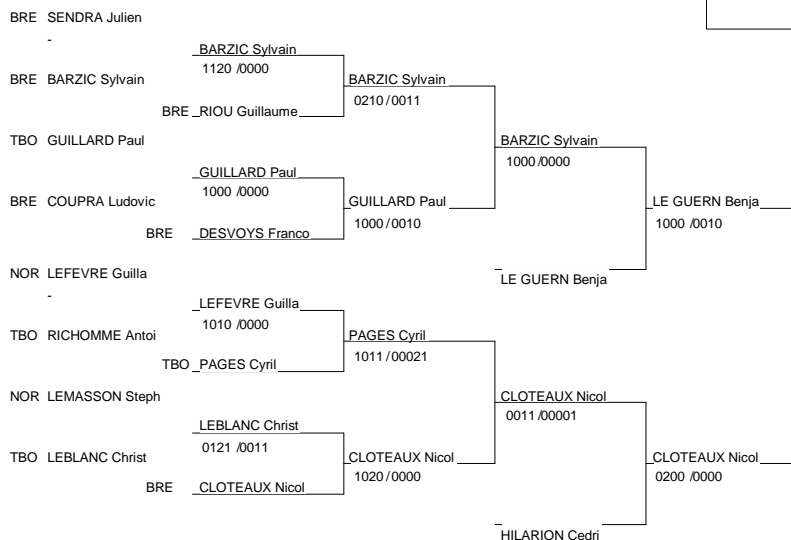 BRE SENDRA Julien
-
BARZIC Sylvain
1120 /0000
BRE BARZIC Sylvain
BARZIC Sylvain
0210/0011
BRE RIOU Guillaume
TBO GUILLARD Paul
BARZIC Sylvain
1000 /0000
GUILLARD Paul
1000 /0000
BRE COUPRA Ludovic
GUILLARD Paul
1000/0010
LE GUERN Benja
1000 /0010
BRE DESVOYS Franco
NOR LEFEVRE Guilla
-
LE GUERN Benja
LEFEVRE Guilla
1010 /0000
TBO RICHOMME Antoi
PAGES Cyril
1011/00021
TBO PAGES Cyril
NOR LEMASSON Steph
CLOTEAUX Nicol
0011 /00001
LEBLANC Christ
0121 /0011
TBO LEBLANC Christ
CLOTEAUX Nicol
1020/0000
CLOTEAUX Nicol
0200 /0000
BRE CLOTEAUX Nicol
HILARION Cedri